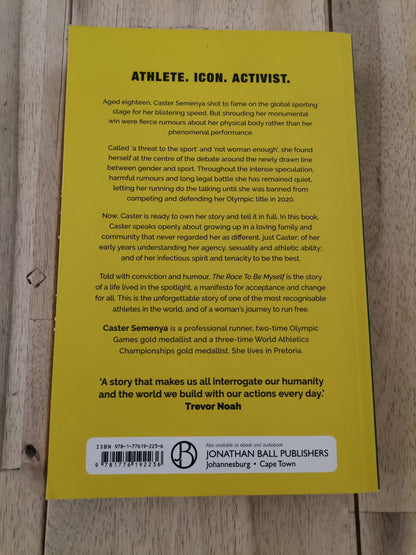 ATHLETE. ICON. ACTIVIST.
Aged eighteen, Caster Semenya shot to fame on the global sporting
stage for her blistering speed. But shrouding her monumental
win were fierce rumours about her physical body rather than her
phenomenal performance.
Called 'a threat to the sport' and 'not woman enough', she found
herself at the centre of the debate around the newly drawn line
between gender and sport. Throughout the intense speculation,
harmful rumours and long legal battle she has remained quiet,
letting her running do the talking until she was banned from
competing and defending her Olympic title in 2020.
Now, Caster is ready to own her story and tell it in full. In this book,
Caster speaks openly about growing up in a loving family and
community that never regarded her as different, just Caster; of her
early years understanding her agency, sexuality and athletic ability;
and of her infectious spirit and tenacity to be the best.
Told with conviction and humour, The Race To Be Myself is the story
of a life lived in the spotlight, a manifesto for acceptance and change
for all. This is the unforgettable story of one of the most recognisable
athletes in the world, and of a woman's journey to run free.
Caster Semenya is a professional runner, two-time Olympic
Games gold medallist and a three-time World Athletics
Championships gold medallist. She lives in Pretoria.
'A story that makes us all interrogate our humanity
and the world we build with our actions every day.'
Trevor Noah
ISBN 978-1-77619-223-6
9 781776 192236
Also available as ebook and audiobook
JB
JONATHAN BALL PUBLISHERS
Johannesburg • Cape Town